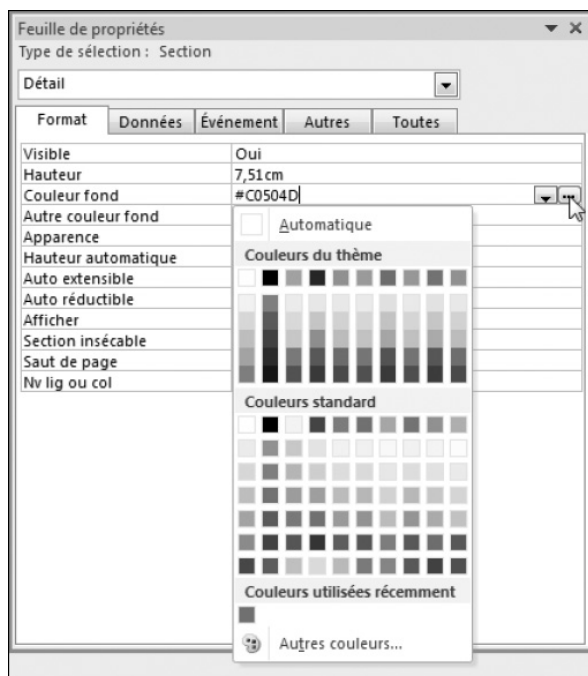 Feuille de propriétés
Type de sélection : Section
Détail
Format Données Événement Autres Toutes
Visible Oui
Hauteur 7,51cm
Couleur fond #C0504D
Autre couleur fond
Apparence
Hauteur automatique
Auto extensible
Auto réductible
Afficher
Section insécable
Saut de page
Nv lig ou col
Automatique
Couleurs du thème
Couleurs standard
Couleurs utilisées récemment
Autres couleurs...